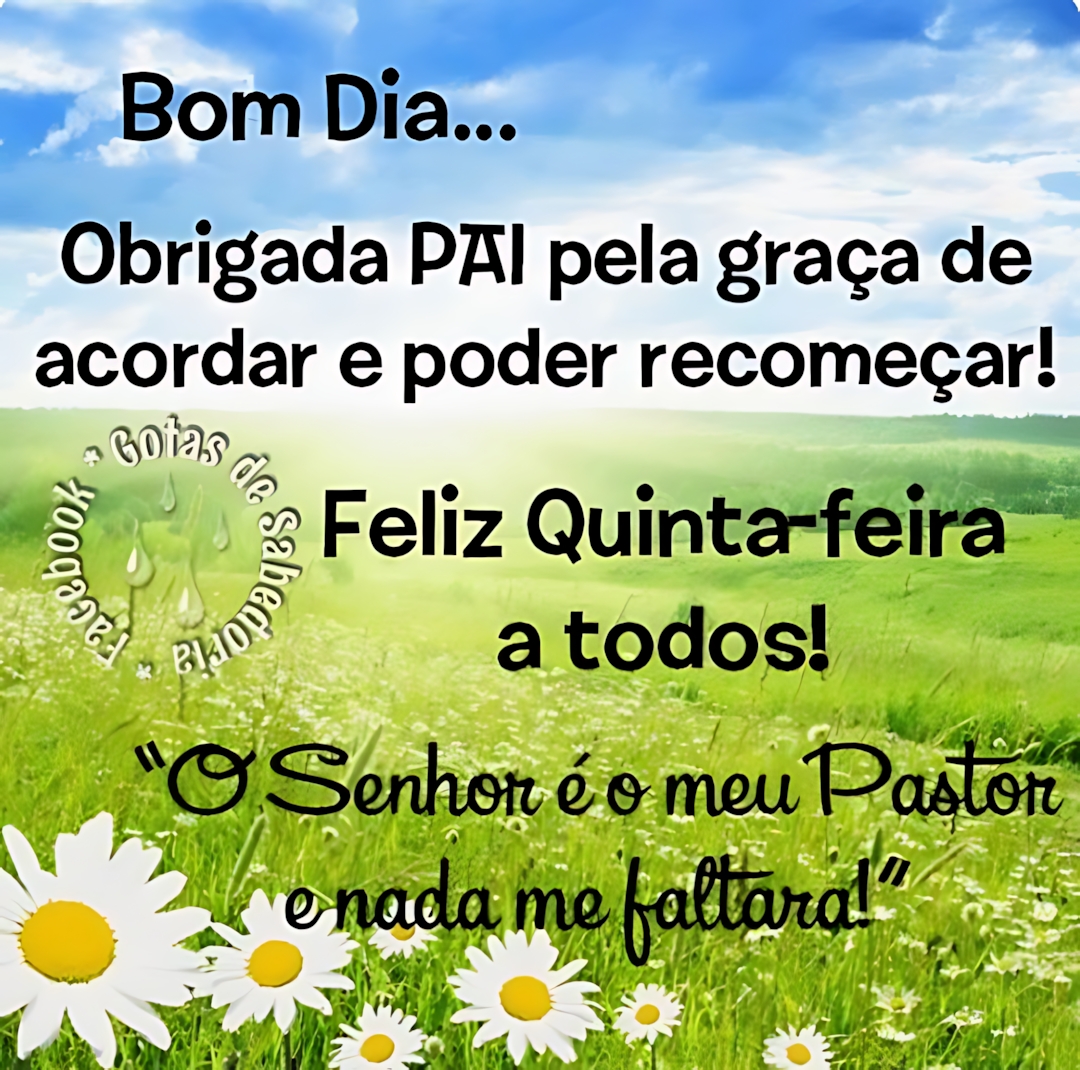 Bom Dia...
Obrigada PAI pela graça de
acordar e poder recomeçar!
Facebook * Gotas de Sabedoria *
Feliz Quinta-feira
a todos!
"O Senhor é o meu Pastor
e nada me faltara!"